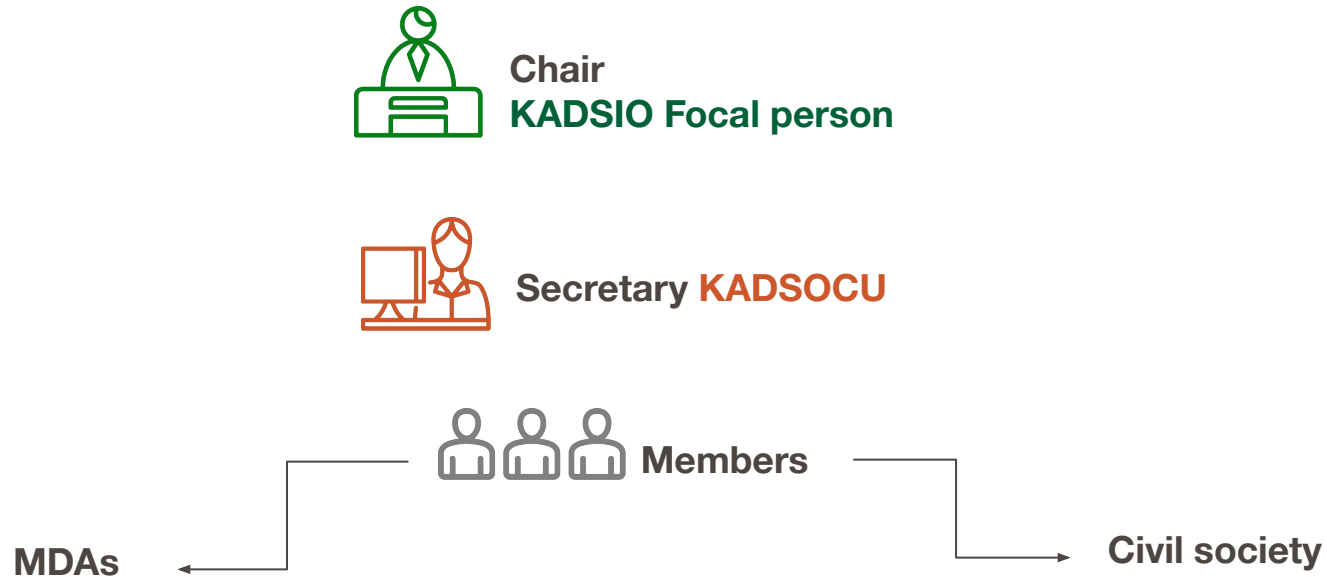 Chair
KADSIO Focal person
Secretary KADSOCU
Members
MDAs
Civil society